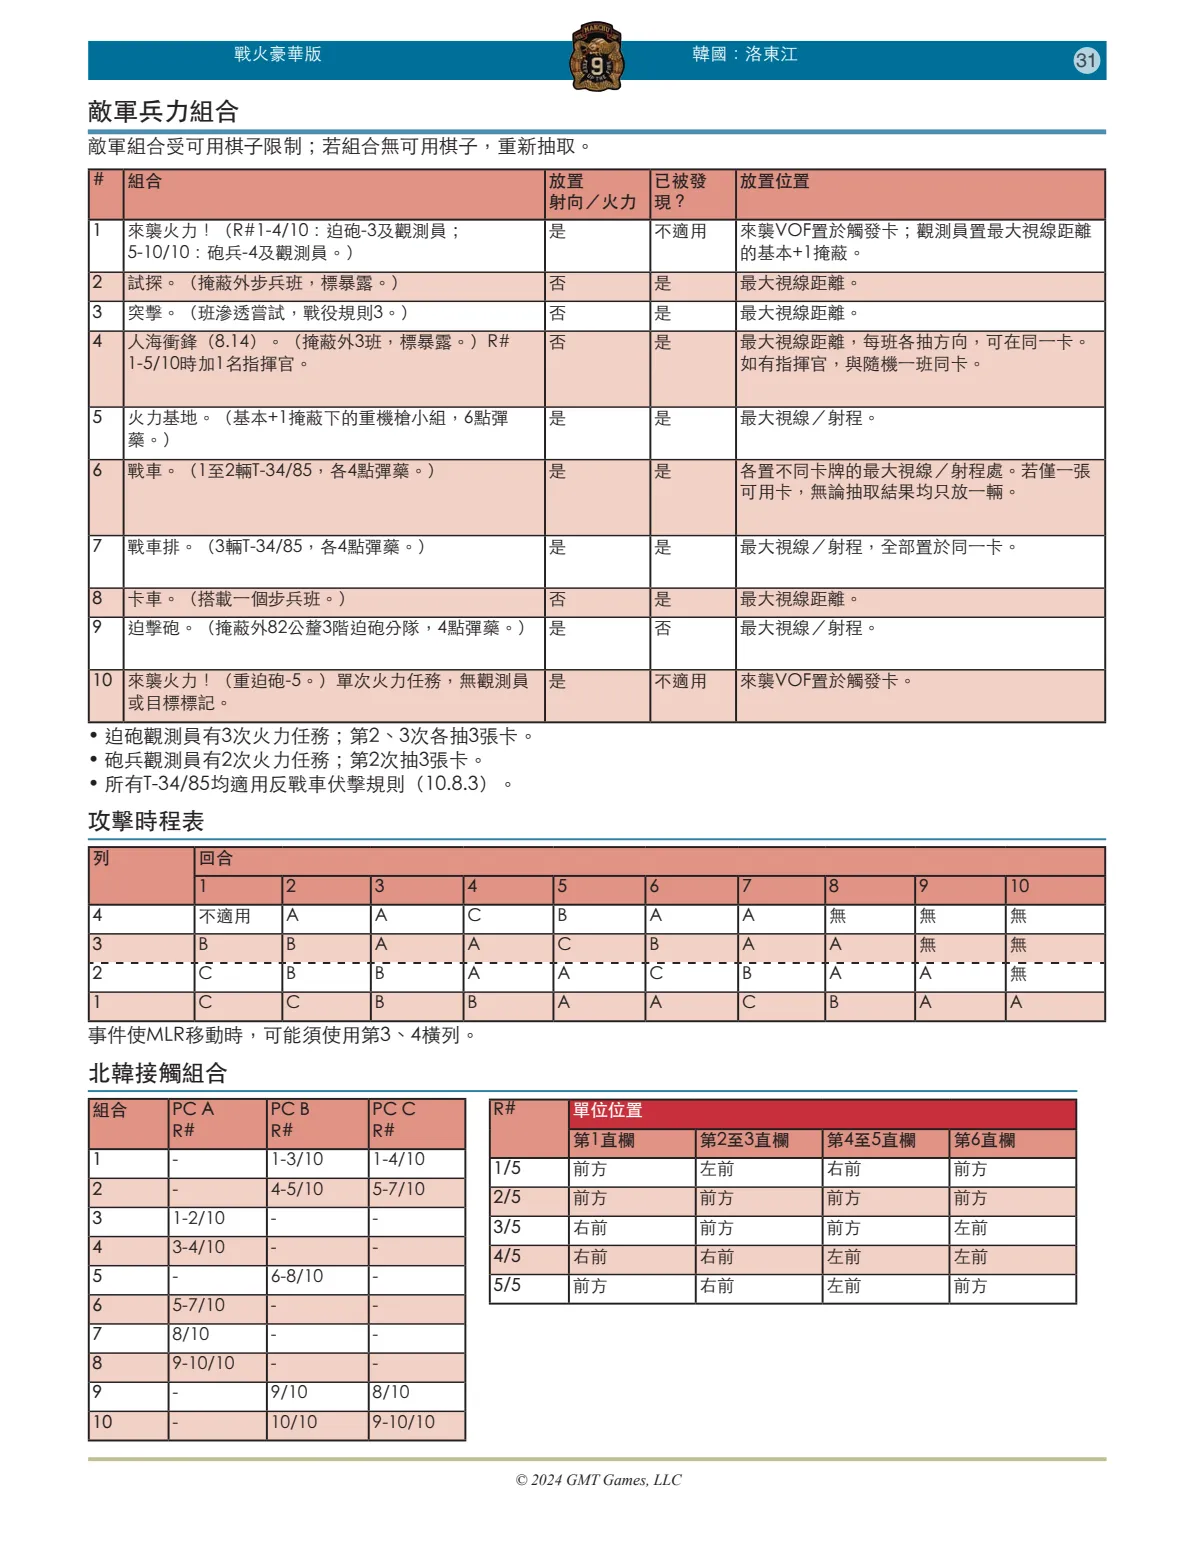 戰火豪華版
MANCHU
9
韓國：洛東江
31
敵軍兵力組合
敵軍組合受可用棋子限制；若組合無可用棋子，重新抽取。
# 組合 放置 射向／火力 已被發現？ 放置位置
1 來襲火力！（R#1-4/10：迫砲-3及觀測員； 是 不適用 來襲VOF置於觸發卡；觀測員置最大視線距離
5-10/10：砲兵-4及觀測員。） 的基本+1掩蔽。
2 試探。（掩蔽外步兵班，標暴露。） 否 是 最大視線距離。
3 突擊。（班滲透嘗試，戰役規則3。） 否 是 最大視線距離。
4 人海衝鋒（8.14）。（掩蔽外3班，標暴露。）R# 否 是 最大視線距離，每班各抽方向，可在同一卡。
1-5/10時加1名指揮官。 如有指揮官，與隨機一班同卡。
5 火力基地。（基本+1掩蔽下的重機槍小組，6點彈 是 是 最大視線／射程。
藥。）
6 戰車。（1至2輛T-34/85，各4點彈藥。） 是 是 各置不同卡牌的最大視線／射程處。若僅一張
可用卡，無論抽取結果均只放一輛。
7 戰車排。（3輛T-34/85，各4點彈藥。） 是 是 最大視線／射程，全部置於同一卡。
8 卡車。（搭載一個步兵班。） 否 是 最大視線距離。
9 迫擊砲。（掩蔽外82公釐3階迫砲分隊，4點彈藥。） 是 否 最大視線／射程。
10 來襲火力！（重迫砲-5。）單次火力任務，無觀測員 是 不適用 來襲VOF置於觸發卡。
或目標標記。
• 迫砲觀測員有3次火力任務；第2、3次各抽3張卡。
• 砲兵觀測員有2次火力任務；第2次抽3張卡。
• 所有T-34/85均適用反戰車伏擊規則（10.8.3）。
攻擊時程表
列 回合
1 2 3 4 5 6 7 8 9 10
4 不適用 A A C B A A 無 無 無
3 B B A A C B A A 無 無
2 C B B A A C B A A 無
1 C C B B A A C B A A
事件使MLR移動時，可能須使用第3、4橫列。
北韓接觸組合
組合 PC A R# PC B R# PC C R#
1 - 1-3/10 1-4/10
2 - 4-5/10 5-7/10
3 1-2/10 - -
4 3-4/10 - -
5 - 6-8/10 -
6 5-7/10 - -
7 8/10 - -
8 9-10/10 - -
9 - 9/10 8/10
10 - 10/10 9-10/10
R# 單位位置
第1直欄 第2至3直欄 第4至5直欄 第6直欄
1/5 前方 左前 右前 前方
2/5 前方 前方 前方 前方
3/5 右前 前方 前方 左前
4/5 右前 右前 左前 左前
5/5 前方 右前 左前 前方
© 2024 GMT Games, LLC